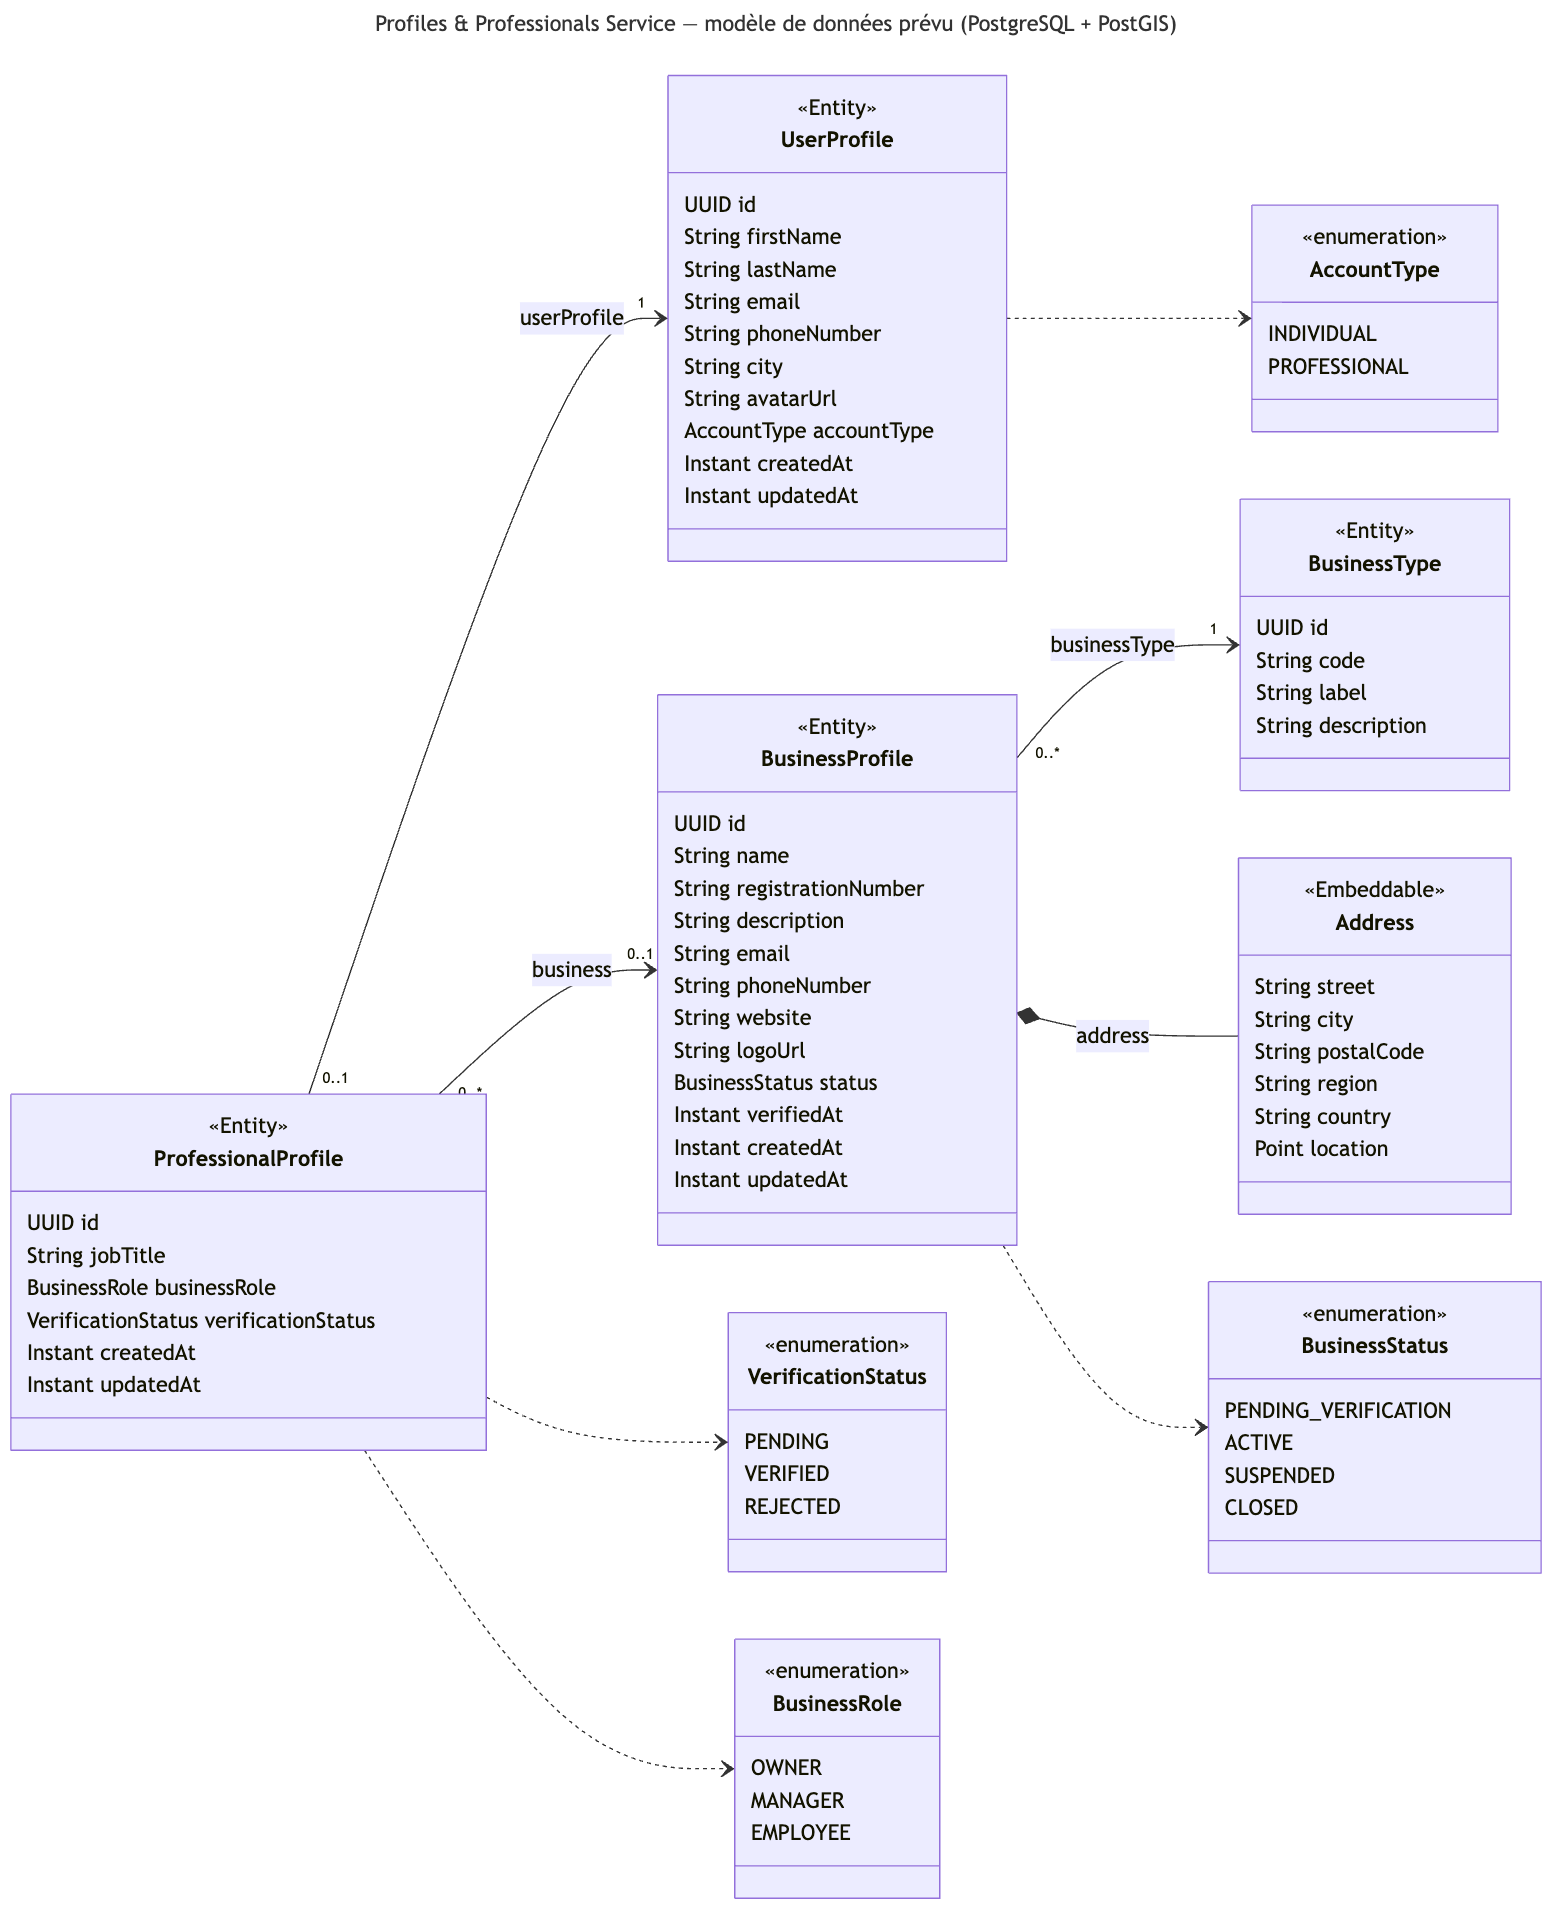 Profiles & Professionals Service — modèle de données prévu (PostgreSQL + PostGIS)
«Entity»
UserProfile
UUID id
String firstName
String lastName
String email
String phoneNumber
String city
String avatarUrl
AccountType accountType
Instant createdAt
Instant updatedAt
«enumeration»
AccountType
INDIVIDUAL
PROFESSIONAL
userProfile
1
0..1
«Entity»
BusinessType
UUID id
String code
String label
String description
businessType
1
0..*
«Entity»
BusinessProfile
UUID id
String name
String registrationNumber
String description
String email
String phoneNumber
String website
String logoUrl
BusinessStatus status
Instant verifiedAt
Instant createdAt
Instant updatedAt
business
0..1
0..*
address
«Embeddable»
Address
String street
String city
String postalCode
String region
String country
Point location
«Entity»
ProfessionalProfile
UUID id
String jobTitle
BusinessRole businessRole
VerificationStatus verificationStatus
Instant createdAt
Instant updatedAt
«enumeration»
VerificationStatus
PENDING
VERIFIED
REJECTED
«enumeration»
BusinessStatus
PENDING_VERIFICATION
ACTIVE
SUSPENDED
CLOSED
«enumeration»
BusinessRole
OWNER
MANAGER
EMPLOYEE